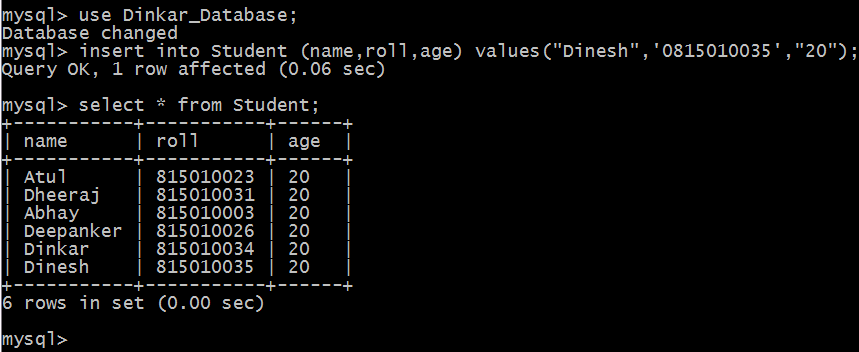 mysql> use Dinkar_Database;
Database changed
mysql> insert into Student (name,roll,age) values("Dinesh",'0815010035',"20");
Query OK, 1 row affected (0.06 sec)

mysql> select * from Student;
+-----------+-----------+------+
| name      | roll      | age  |
+-----------+-----------+------+
| Atul      | 815010023 | 20   |
| Dheeraj   | 815010031 | 20   |
| Abhay     | 815010003 | 20   |
| Deepanker | 815010026 | 20   |
| Dinkar    | 815010034 | 20   |
| Dinesh    | 815010035 | 20   |
+-----------+-----------+------+
6 rows in set (0.00 sec)

mysql>